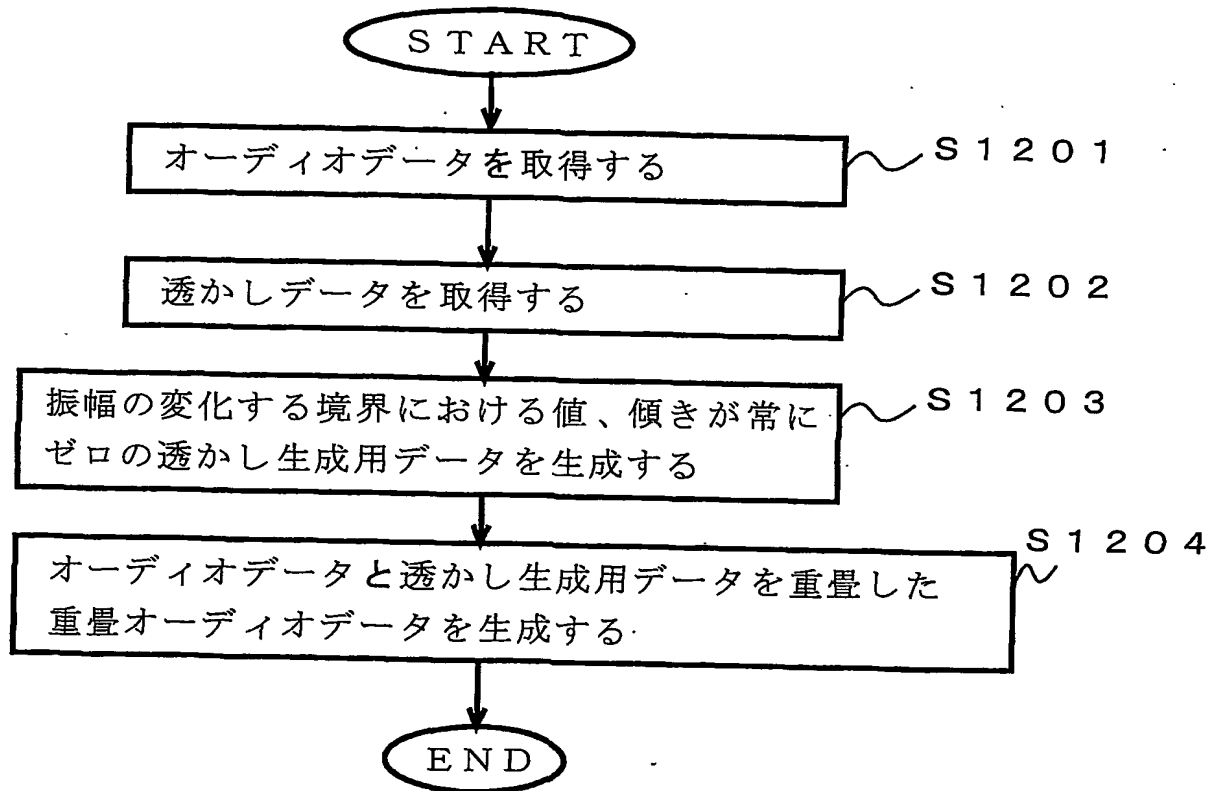 START
オーディオデータを取得する
S1201
透かしデータを取得する
S1202
振幅の変化する境界における値、傾きが常に
ゼロの透かし生成用データを生成する
S1203
オーディオデータと透かし生成用データを重畳した
重畳オーディオデータを生成する
S1204
END